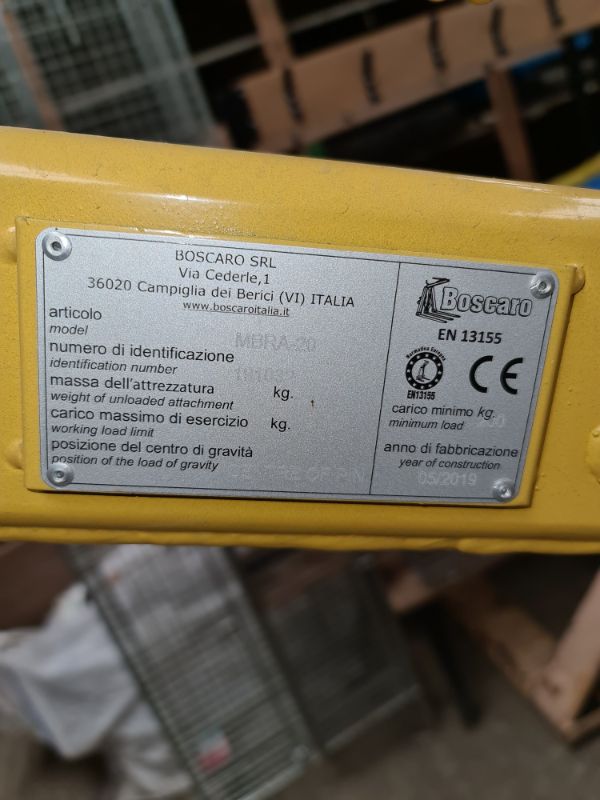 BOSCARO SRL
Via Cederle,1
36020 Campiglia dei Berici (VI) ITALIA
www.boscaroitalia.it
articolo
model
MBRA-20
numero di identificazione
identification number
massa dell'attrezzatura kg.
weight of unloaded attachment
carico massimo di esercizio kg.
working load limit
posizione del centro di gravità
position of the load of gravity
Boscaro
EN 13155
Normativa Europea
EN13155
CE
carico minimo kg.
minimum load
anno di fabbricazione
year of construction
05/2019